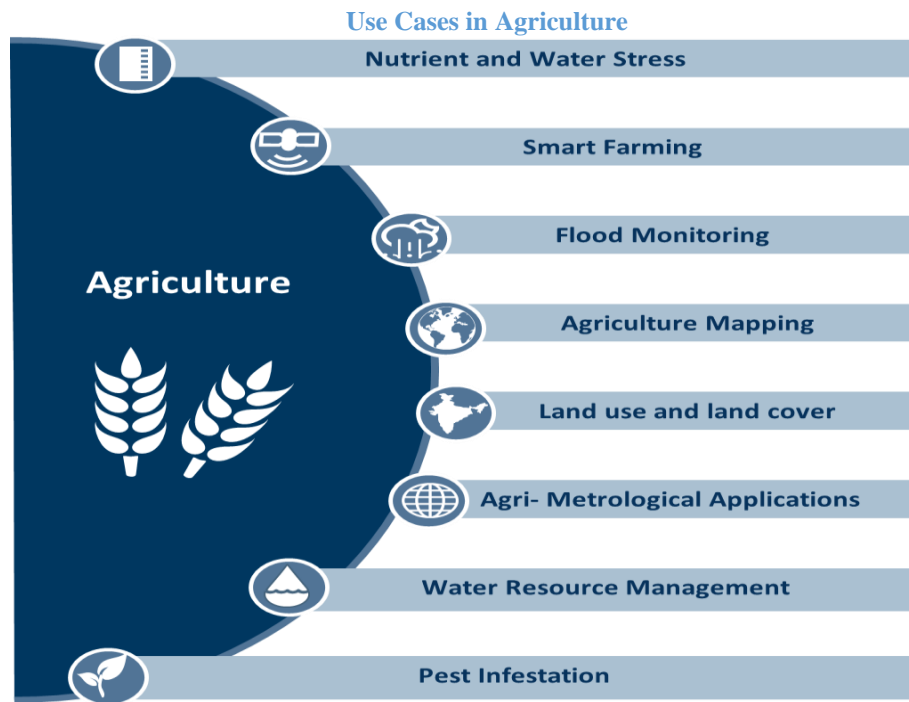 Use Cases in Agriculture
Nutrient and Water Stress
Smart Farming
Flood Monitoring
Agriculture
Agriculture Mapping
Land use and land cover
Agri- Metrological Applications
Water Resource Management
Pest Infestation